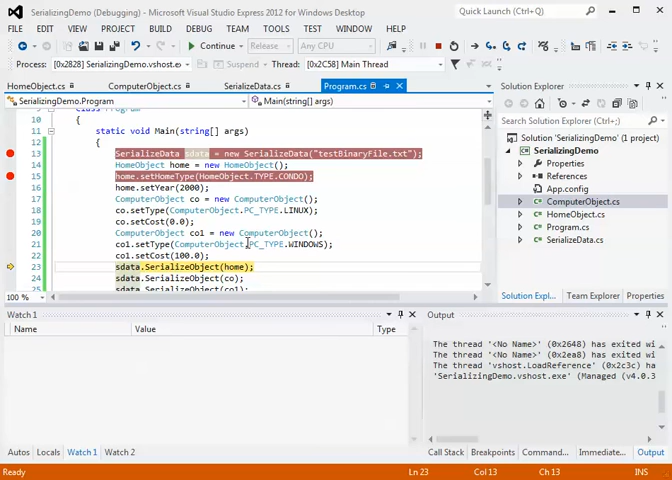 SerializingDemo (Debugging) - Microsoft Visual Studio Express 2012 for Windows Desktop
Quick Launch (Ctrl+Q)
FILE EDIT VIEW PROJECT BUILD DEBUG TEAM TOOLS TEST WINDOW HELP
Continue Release Any CPU
Process: [0x2828] SerializingDemo.vshost.e Suspend Thread: [0x2C58] Main Thread
HomeObject.cs ComputerObject.cs SerializeData.cs Program.cs
SerializingDemo.Program Main(string[] args)
class Program
10 {
11 static void Main(string[] args)
12 {
13 SerializeData sdata = new SerializeData("testBinaryFile.txt");
14 HomeObject home = new HomeObject();
15 home.setHomeType(HomeObject.TYPE.CONDO);
16 home.setYear(2000);
17 ComputerObject co = new ComputerObject();
18 co.setType(ComputerObject.PC_TYPE.LINUX);
19 co.setCost(0.0);
20 ComputerObject co1 = new ComputerObject();
21 co1.setType(ComputerObject.PC_TYPE.WINDOWS);
22 co1.setCost(100.0);
23 sdata.SerializeObject(home);
24 sdata.SerializeObject(co);
25 sdata.SerializeObject(co1);
100 %
Solution Explorer
Search Solution Explorer (Ctrl+;)
Solution 'SerializingDemo' (1 project)
SerializingDemo
Properties
References
App.config
ComputerObject.cs
HomeObject.cs
Program.cs
SerializeData.cs
Solution Expl... Team Explorer Properties
Watch 1
Name Value Type
Autos Locals Watch 1 Watch 2
Output
The thread '<No Name>' (0x2648) has exited wi
The thread '<No Name>' (0x2ea8) has exited wi
The thread 'vshost.LoadReference' (0x2c3c) ha
'SerializingDemo.vshost.exe' (Managed (v4.0.3
Call Stack Breakpoints Command... Immediate... Output
Ready Ln 23 Col 13 Ch 13 INS